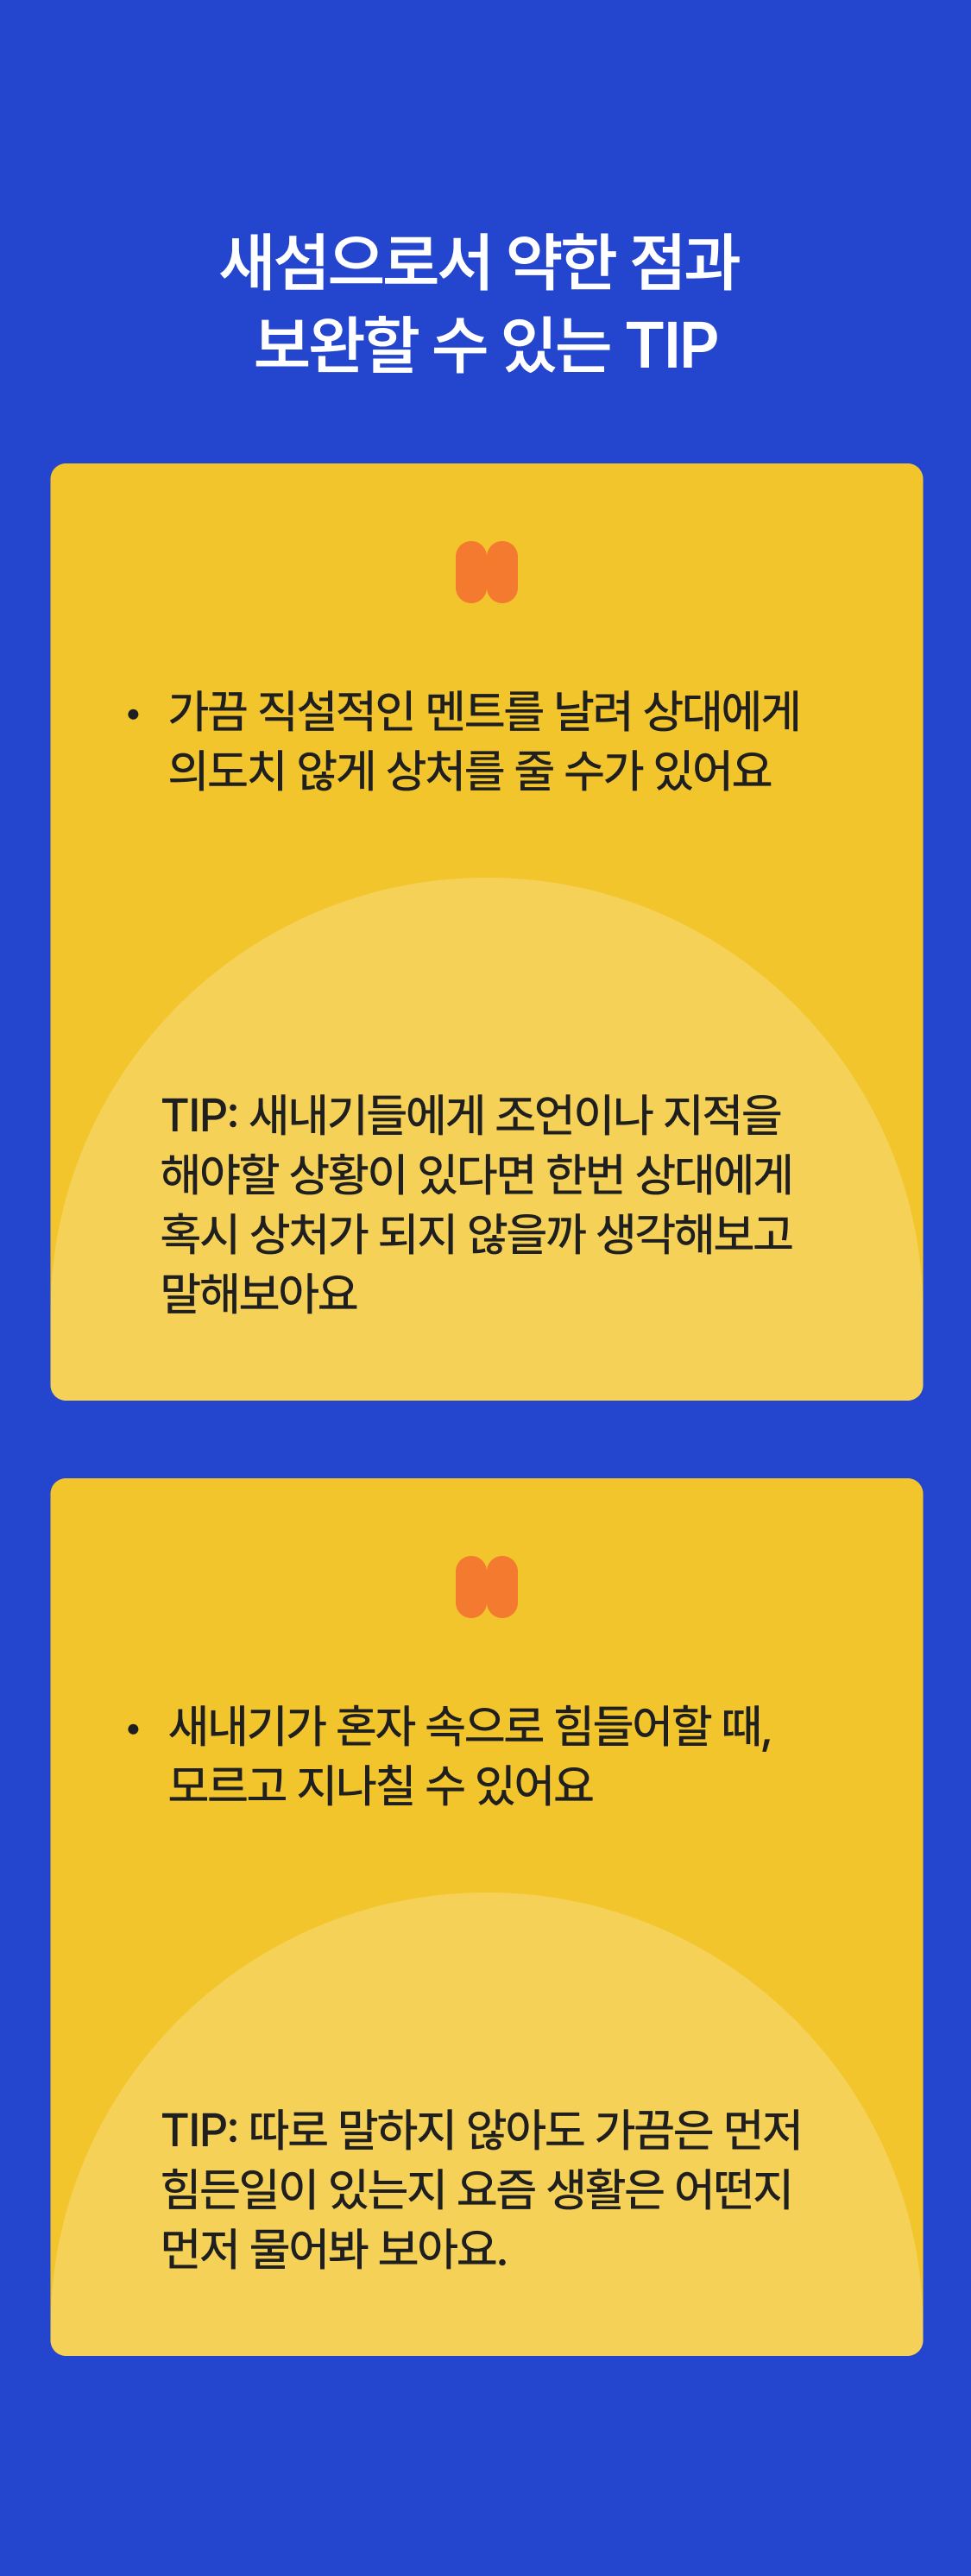 새섬으로서 약한 점과
보완할 수 있는 TIP
• 가끔 직설적인 멘트를 날려 상대에게
의도치 않게 상처를 줄 수가 있어요
TIP: 새내기들에게 조언이나 지적을
해야할 상황이 있다면 한번 상대에게
혹시 상처가 되지 않을까 생각해보고
말해보아요
• 새내기가 혼자 속으로 힘들어할 때,
모르고 지나칠 수 있어요
TIP: 따로 말하지 않아도 가끔은 먼저
힘든일이 있는지 요즘 생활은 어떤지
먼저 물어봐 보아요.